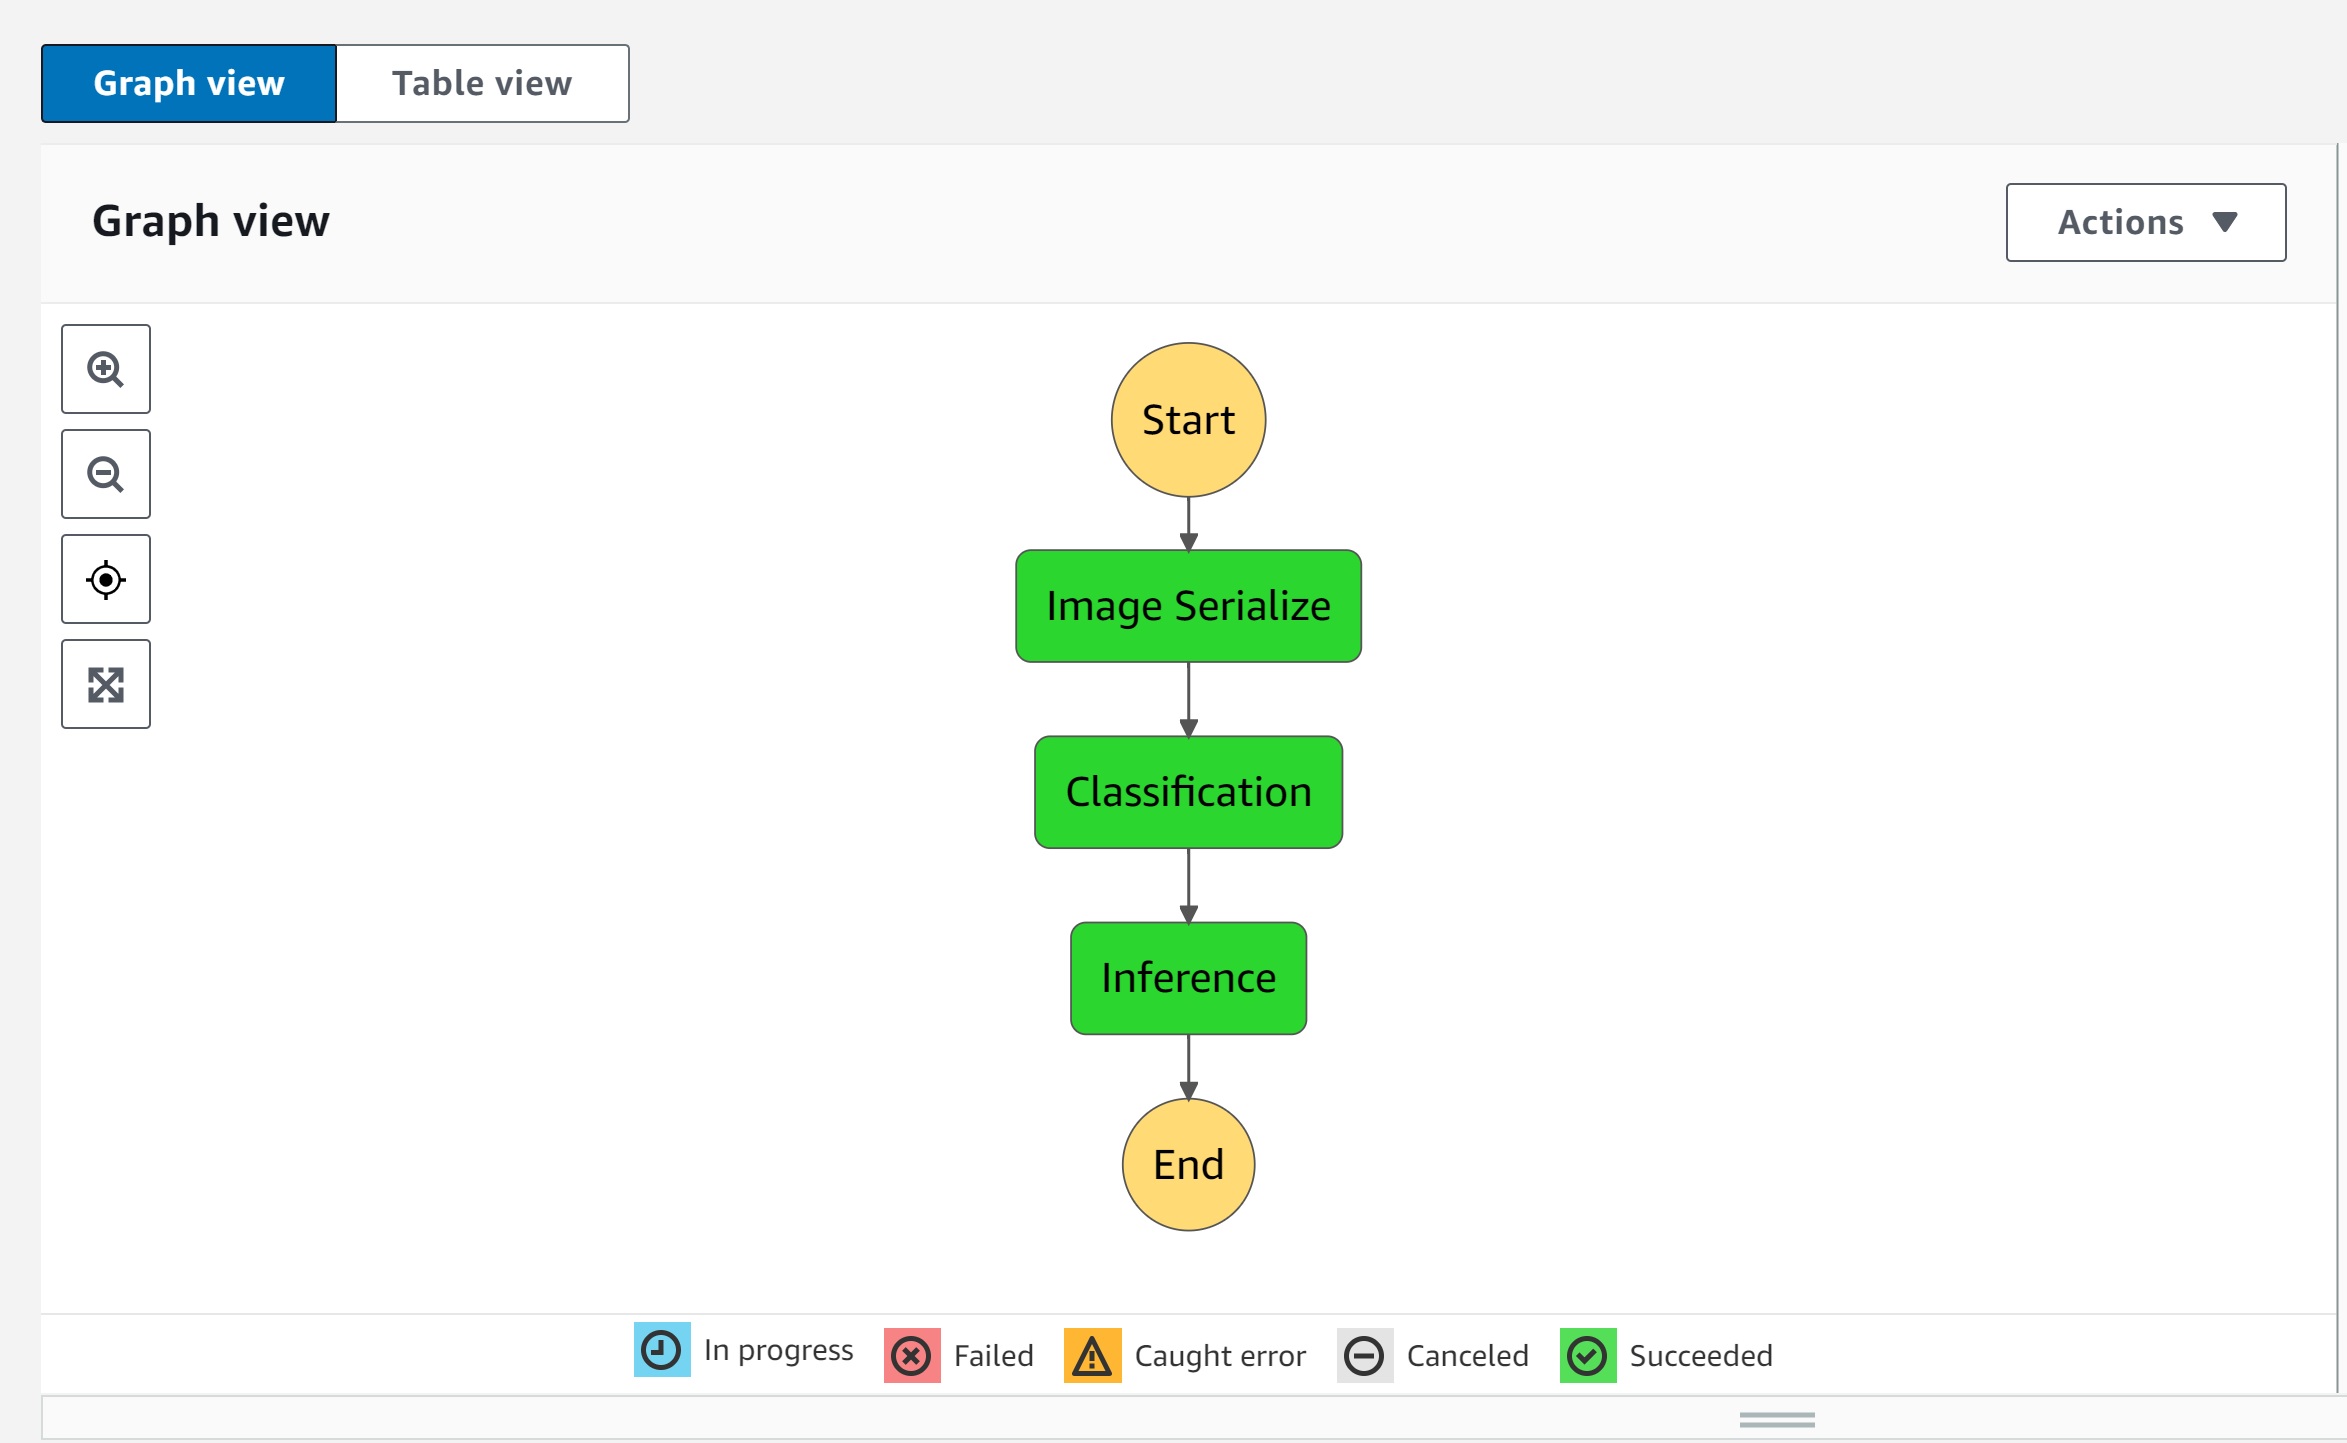 Graph view
Table view
Graph view
Actions
Start
Image Serialize
Classification
Inference
End
In progress
Failed
Caught error
Canceled
Succeeded